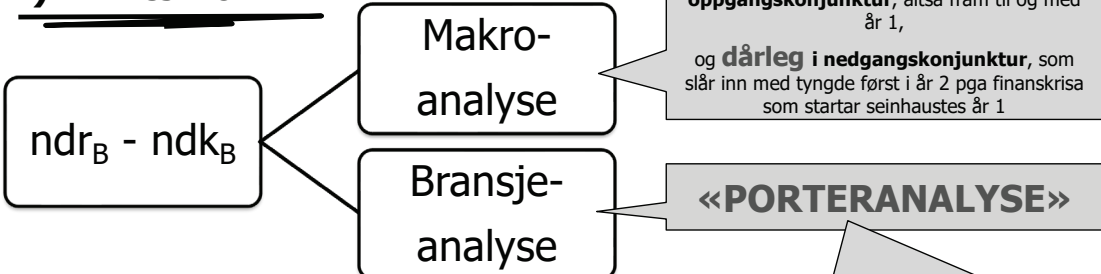 oppgangskonjunktur, altså fram til og med
år 1,
og dårleg i nedgangskonjunktur, som
slår inn med tyngde først i år 2 pga finanskrisa
som startar seinhaustes år 1
Makro-
analyse
ndrB - ndkB
Bransje-
analyse
«PORTERANALYSE»